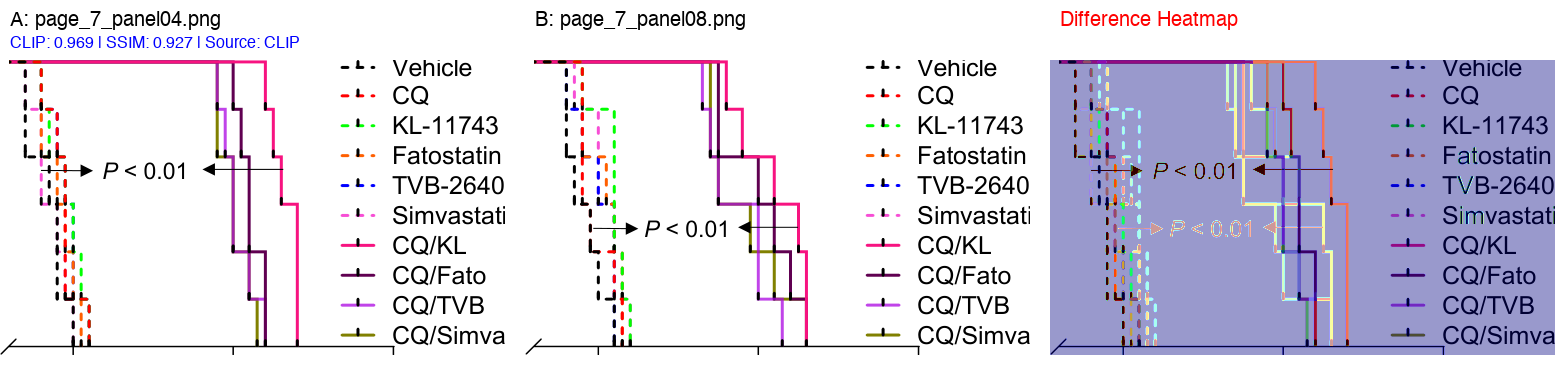 A: page_7_panel04.png
CLIP: 0.969 | SSIM: 0.927 | Source: CLIP
Vehicle
CQ
KL-11743
Fatostatin
TVB-2640
Simvastati
CQ/KL
CQ/Fato
CQ/TVB
CQ/Simva
P < 0.01
B: page_7_panel08.png
Vehicle
CQ
KL-11743
Fatostatin
TVB-2640
Simvastati
CQ/KL
CQ/Fato
CQ/TVB
CQ/Simva
P < 0.01
Difference Heatmap
Vehicle
CQ
KL-11743
Fatostatin
TVB-2640
Simvastati
CQ/KL
CQ/Fato
CQ/TVB
CQ/Simva
P < 0.01
P < 0.01